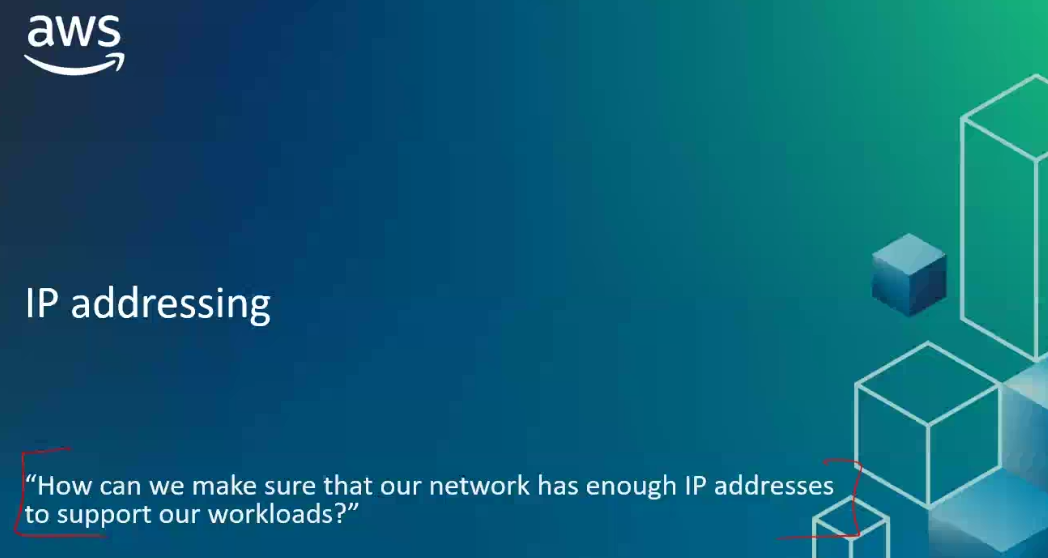 aws
IP addressing
“How can we make sure that our network has enough IP addresses
to support our workloads?”